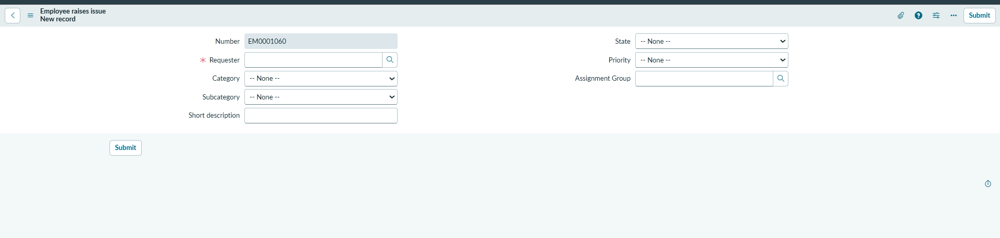 Employee raises issue
New record
Submit
Number EM0001060
State -- None --
Requester
Priority -- None --
Category -- None --
Assignment Group
Subcategory -- None --
Short description
Submit